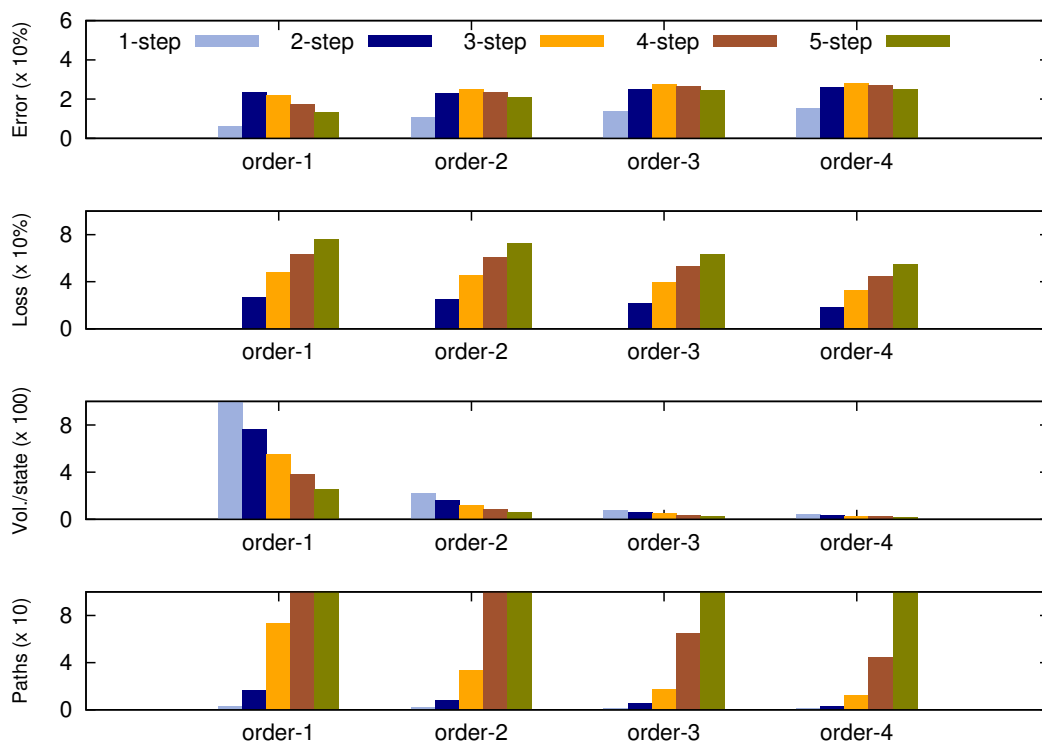 Error (x 10%)
6
4
2
0
1-step 2-step 3-step 4-step 5-step
order-1 order-2 order-3 order-4
Loss (x 10%)
8
4
0
order-1 order-2 order-3 order-4
Vol./state (x 100)
8
4
0
order-1 order-2 order-3 order-4
Paths (x 10)
8
4
0
order-1 order-2 order-3 order-4